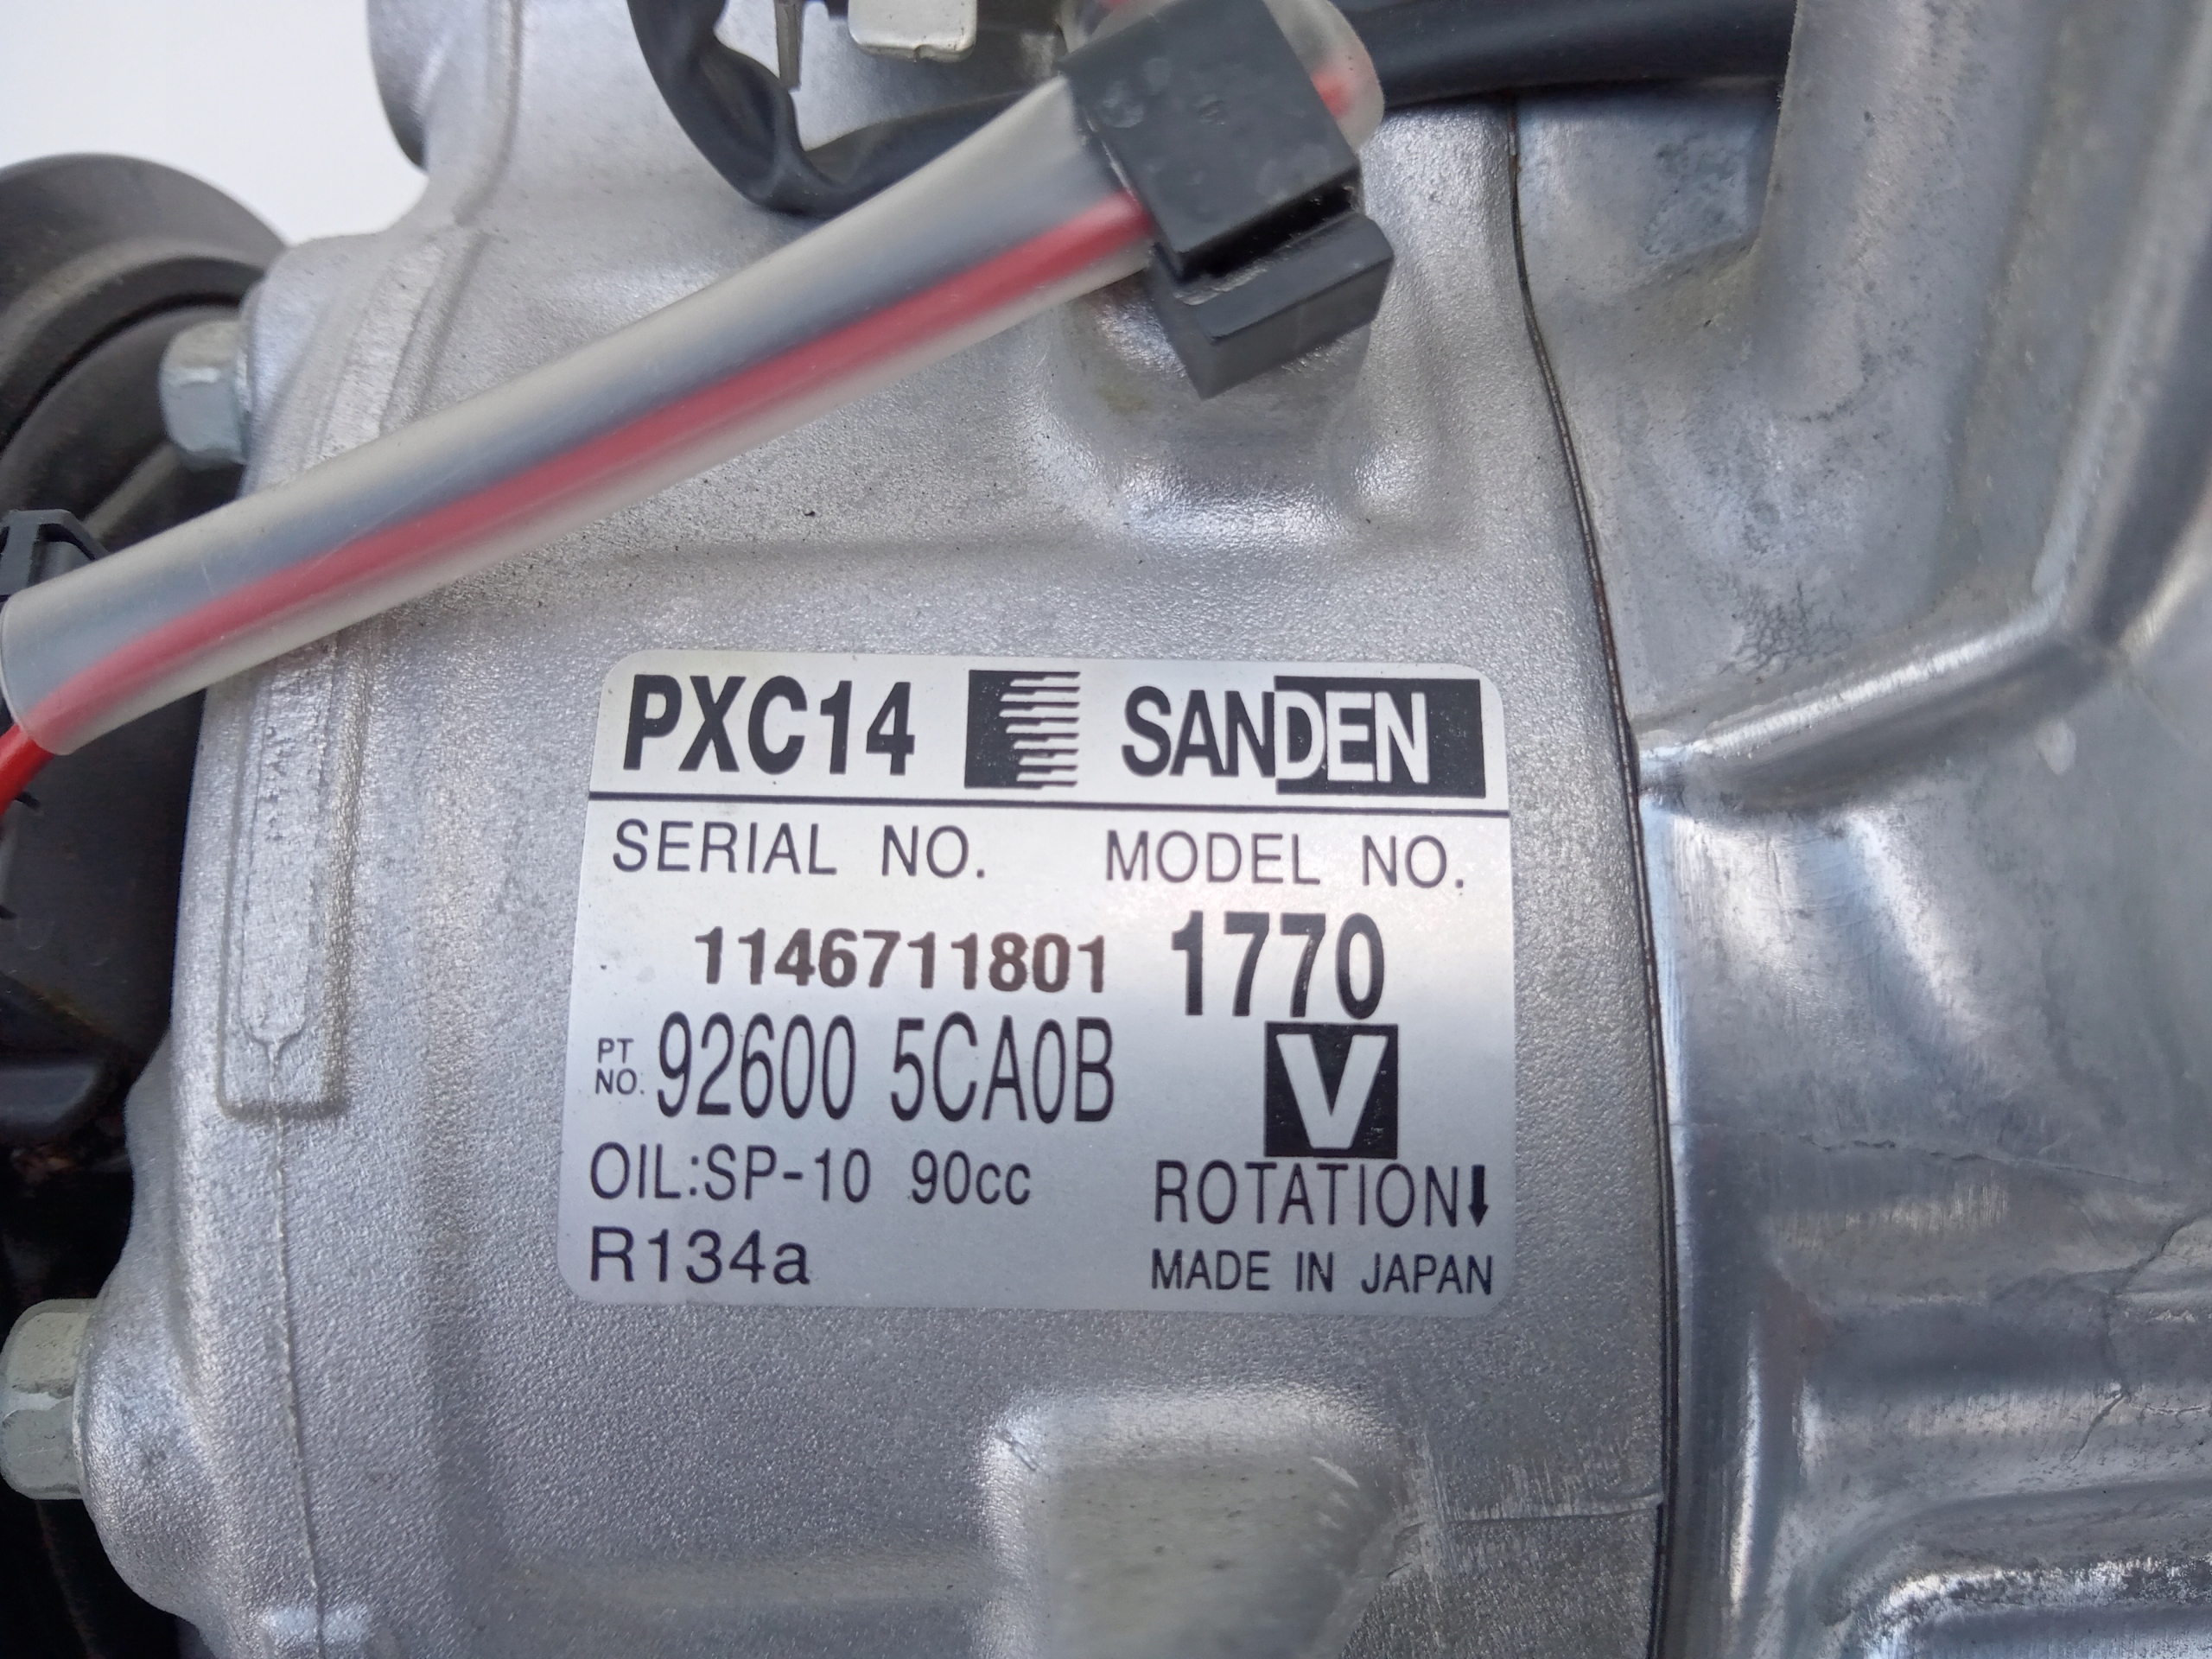 PXC14 SANDEN
SERIAL NO. MODEL NO.
1146711801 1770
PT NO. 92600 5CA0B V
OIL:SP-10 90cc ROTATION⬇
R134a MADE IN JAPAN